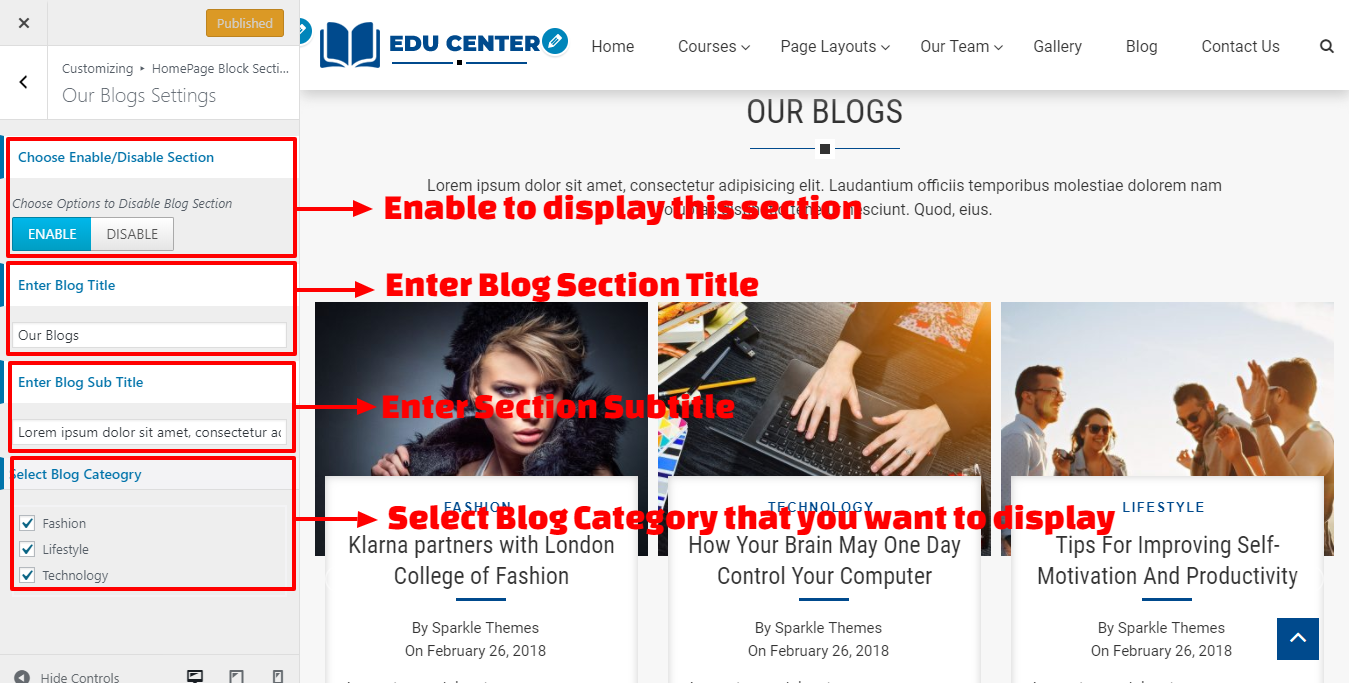 Published
Customizing ▸ HomePage Block Secti...
Our Blogs Settings
Choose Enable/Disable Section
Choose Options to Disable Blog Section
ENABLE DISABLE
Enter Blog Title
Our Blogs
Enter Blog Sub Title
Lorem ipsum dolor sit amet, consectetur ac
Select Blog Cateogry
Fashion
Lifestyle
Technology
Hide Controls
EDU CENTER
Home Courses Page Layouts Our Team Gallery Blog Contact Us
OUR BLOGS
Lorem ipsum dolor sit amet, consectetur adipisicing elit. Laudantium officiis temporibus molestiae dolorem nam
nesciunt. Quod, eius.
Enable to display this section
Enter Blog Section Title
Enter Section Subtitle
Select Blog Category that you want to display
FASHION
Klarna partners with London
College of Fashion
By Sparkle Themes
On February 26, 2018
TECHNOLOGY
How Your Brain May One Day
Control Your Computer
By Sparkle Themes
On February 26, 2018
LIFESTYLE
Tips For Improving Self-
Motivation And Productivity
By Sparkle Themes
On February 26, 2018